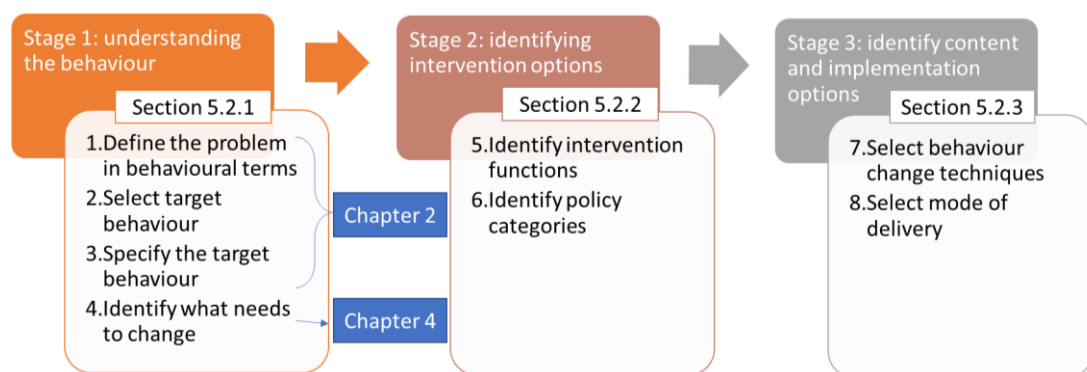 Stage 1: understanding
the behaviour
Section 5.2.1
1.Define the problem
in behavioural terms
2.Select target
behaviour
3.Specify the target
behaviour
4.Identify what needs
to change
Chapter 2
Chapter 4
Stage 2: identifying
intervention options
Section 5.2.2
5.Identify intervention
functions
6.Identify policy
categories
Stage 3: identify content
and implementation
options
Section 5.2.3
7.Select behaviour
change techniques
8.Select mode of
delivery